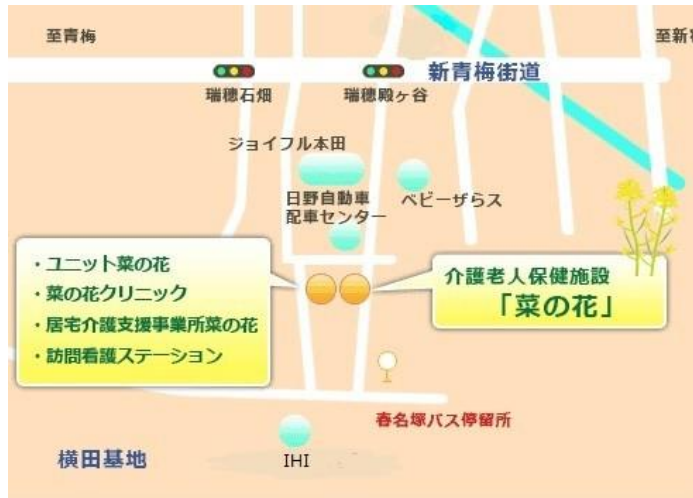 至青梅
至新宿
新青梅街道
瑞穂石畑
瑞穂殿ヶ谷
ジョイフル本田
日野自動車
配車センター
ベビーザらス
・ユニット菜の花
・菜の花クリニック
・居宅介護支援事業所菜の花
・訪問看護ステーション
介護老人保健施設
「菜の花」
春名塚バス停留所
横田基地
IHI